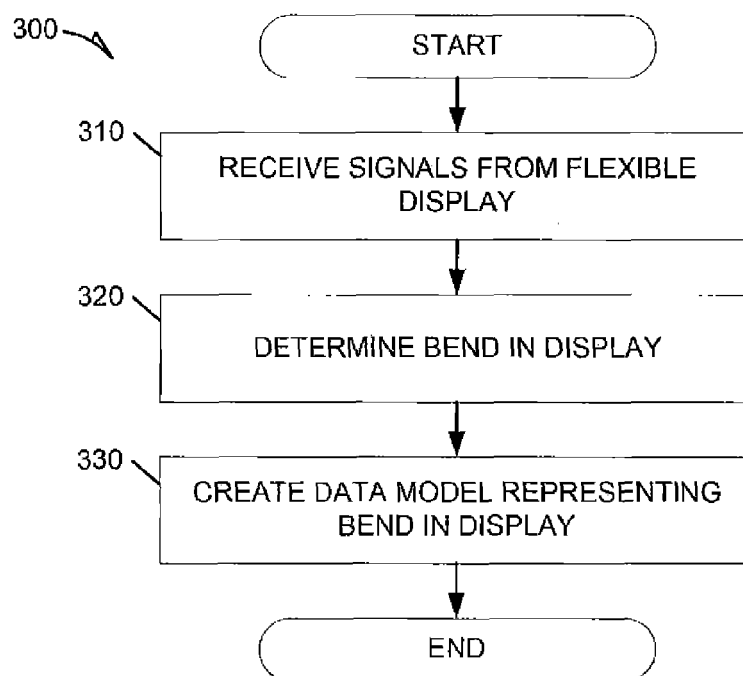 300
START
310
RECEIVE SIGNALS FROM FLEXIBLE
DISPLAY
320
DETERMINE BEND IN DISPLAY
330
CREATE DATA MODEL REPRESENTING
BEND IN DISPLAY
END